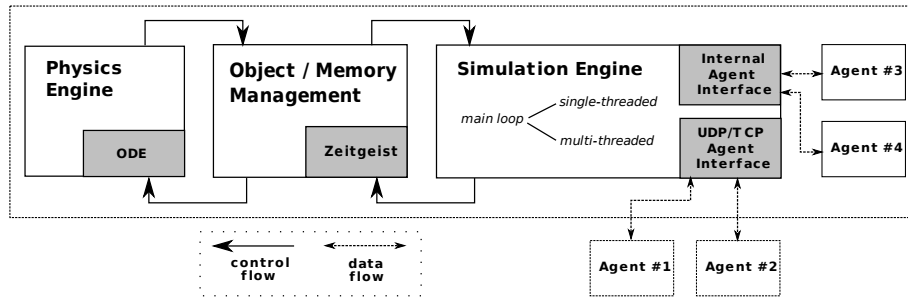 Physics
Engine
ODE
Object / Memory
Management
Zeitgeist
Simulation Engine
main loop
single-threaded
multi-threaded
Internal
Agent
Interface
UDP/TCP
Agent
Interface
Agent #3
Agent #4
Agent #1
Agent #2
control
flow
data
flow